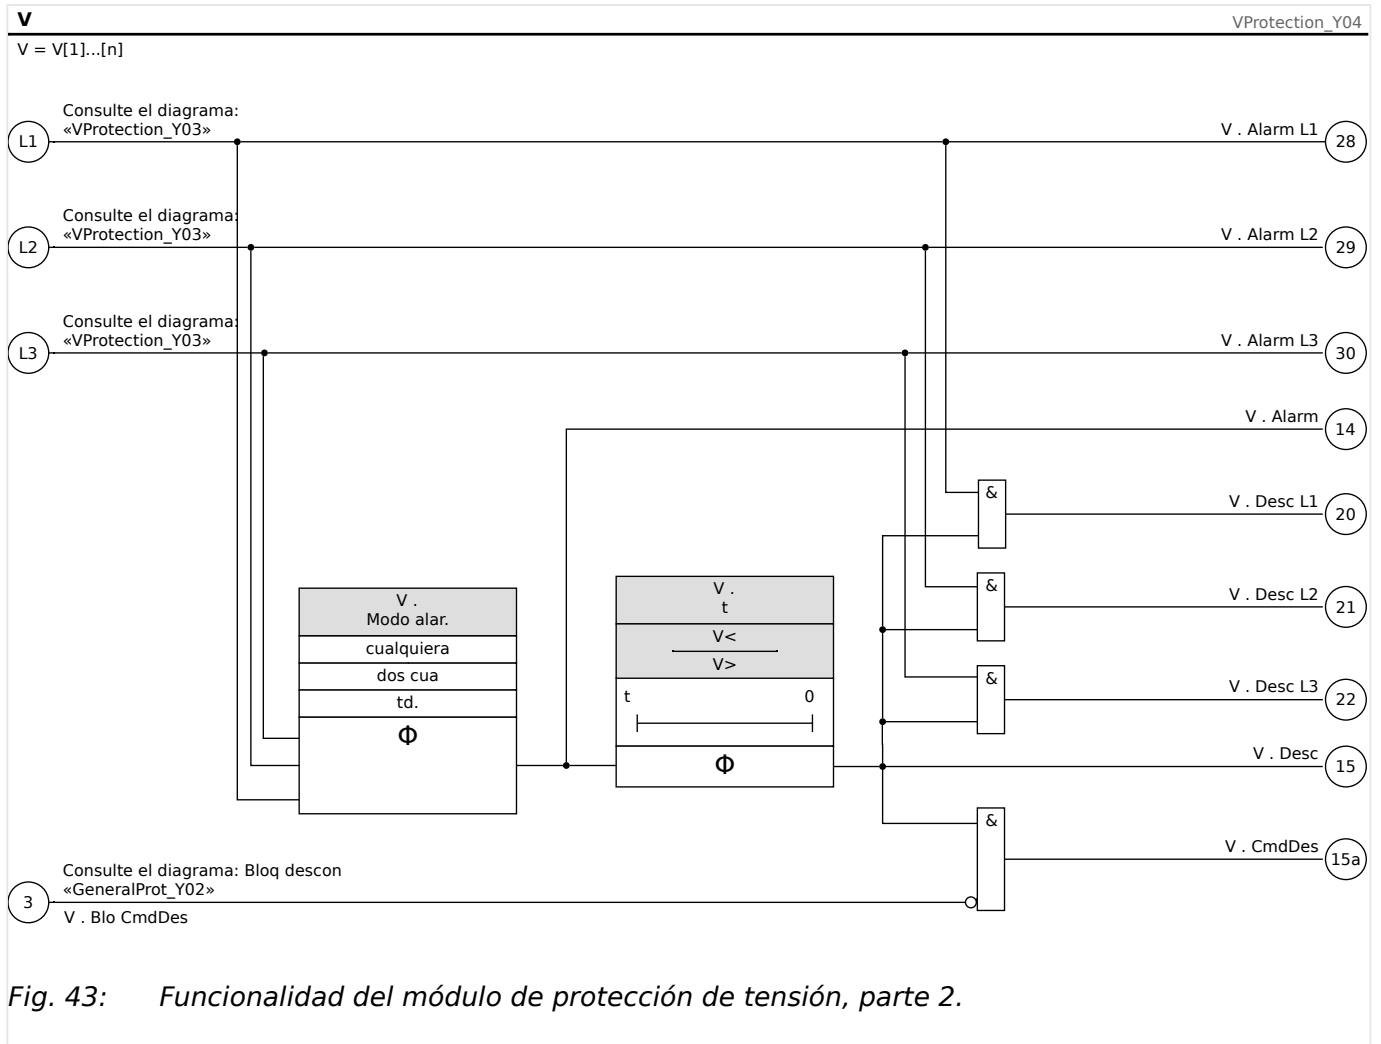 V
VProtection_Y04
V = V[1]...[n]
Consulte el diagrama:
«VProtection_Y03»
L1
V . Alarm L1
28
Consulte el diagrama:
«VProtection_Y03»
L2
V . Alarm L2
29
Consulte el diagrama:
«VProtection_Y03»
L3
V . Alarm L3
30
V . Alarm
14
&
V . Desc L1
20
&
V . Desc L2
21
&
V . Desc L3
22
V .
Modo alar.
cualquiera
dos cua
td.
Φ
V .
t
V<
V>
t 0
Φ
V . Desc
15
&
V . CmdDes
15a
Consulte el diagrama: Bloq descon
«GeneralProt_Y02»
3
V . Blo CmdDes
Fig. 43: Funcionalidad del módulo de protección de tensión, parte 2.